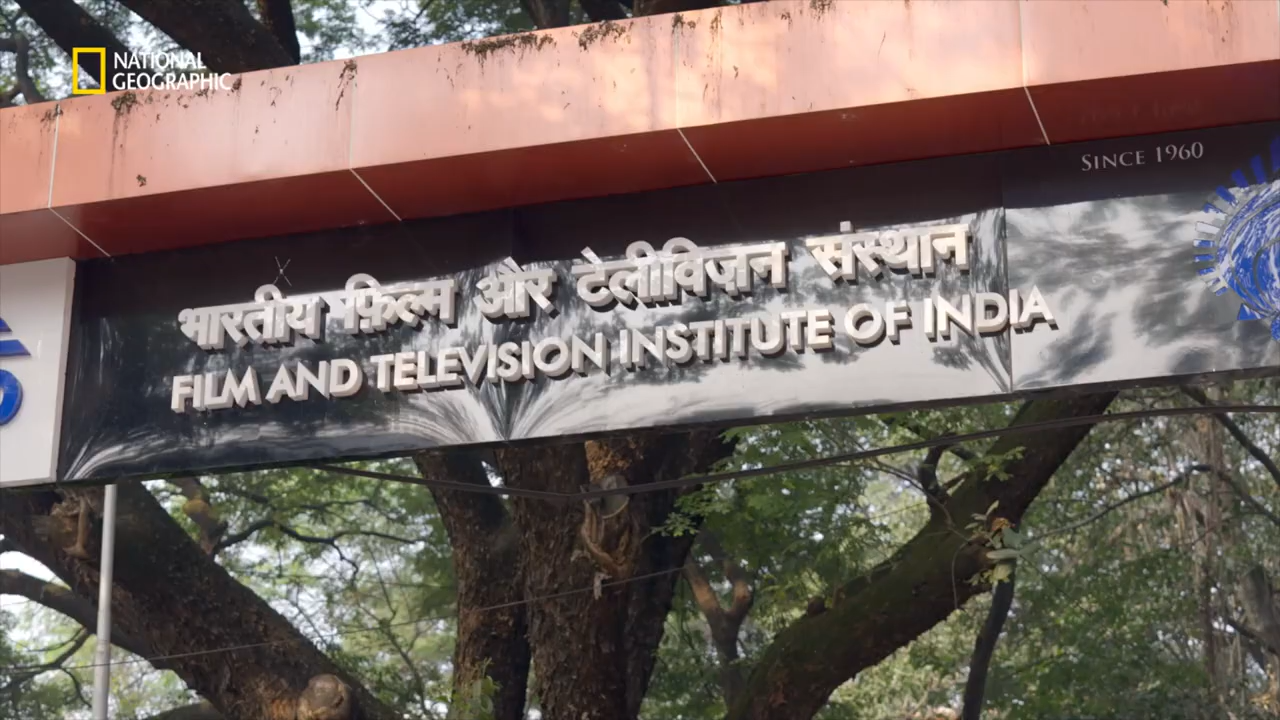 NATIONAL
GEOGRAPHIC
SINCE 1960
भारतीय फ़िल्म और टेलीविज़न संस्थान
FILM AND TELEVISION INSTITUTE OF INDIA